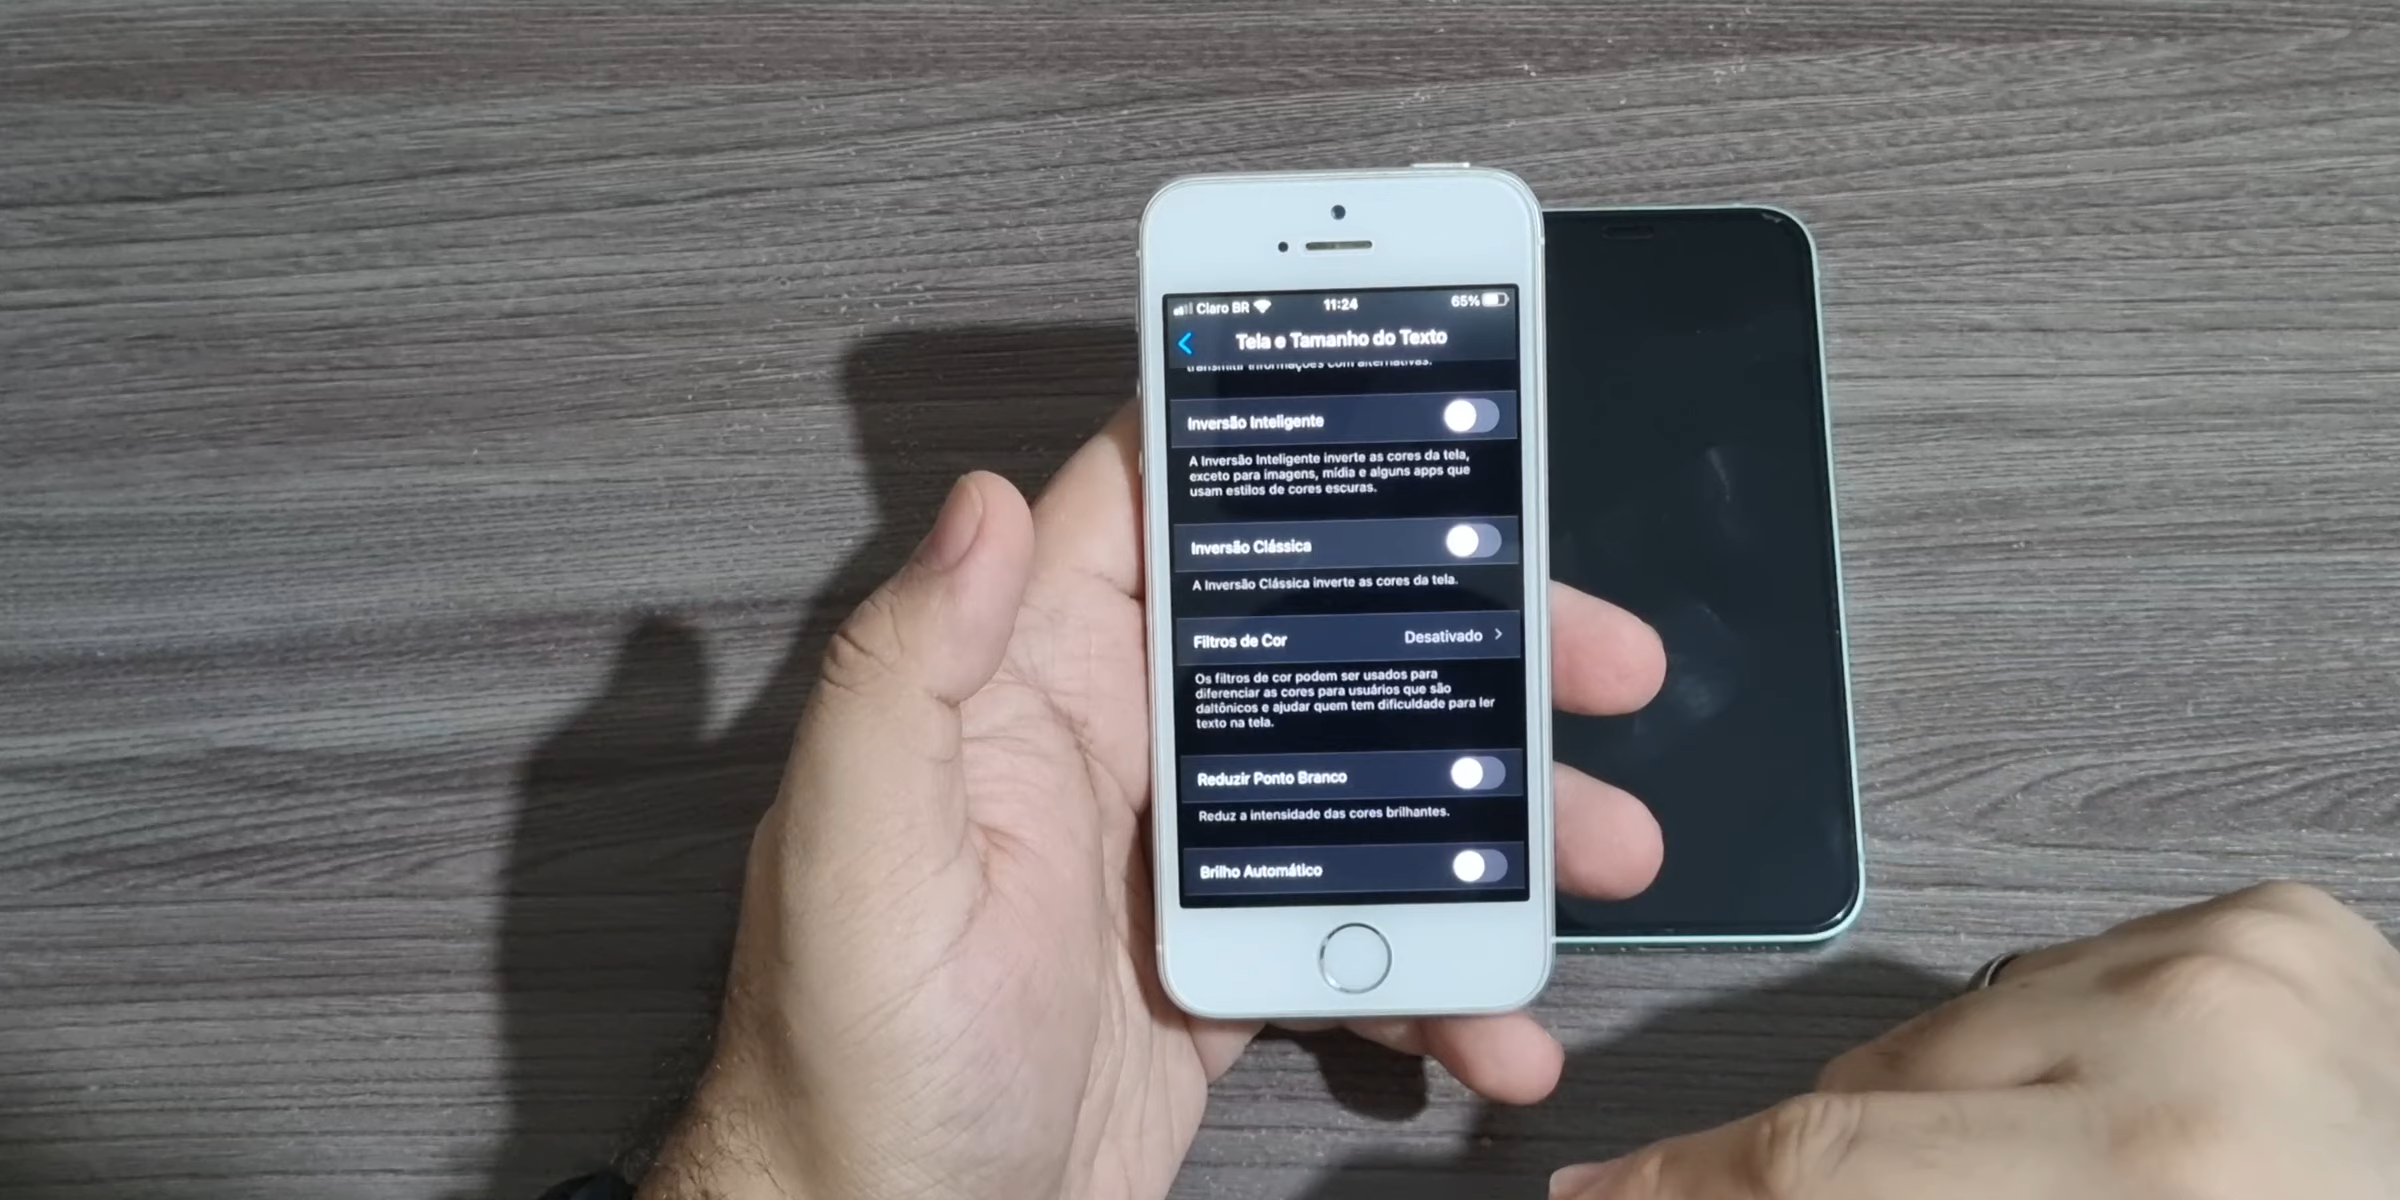 Claro BR 11:24 65%
Tela e Tamanho do Texto
transmitir informações com alternativas.
Inversão Inteligente
A Inversão Inteligente inverte as cores da tela,
exceto para imagens, mídia e alguns apps que
usam estilos de cores escuras.
Inversão Clássica
A Inversão Clássica inverte as cores da tela.
Filtros de Cor Desativado
Os filtros de cor podem ser usados para
diferenciar as cores para usuários que são
daltônicos e ajudar quem tem dificuldade para ler
texto na tela.
Reduzir Ponto Branco
Reduz a intensidade das cores brilhantes.
Brilho Automático